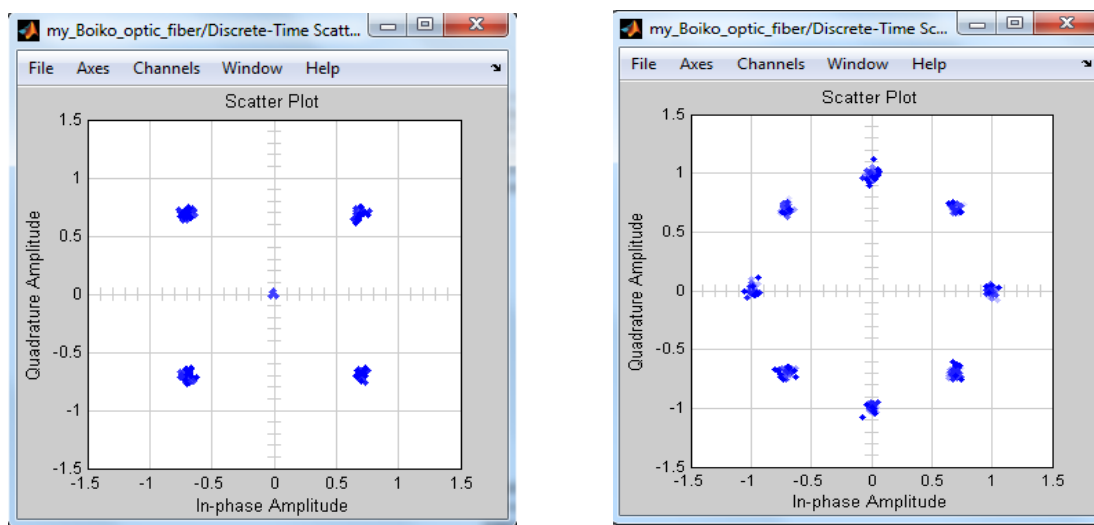 my_Boiko_optic_fiber/Discrete-Time Scatt...
File Axes Channels Window Help
Scatter Plot
Quadrature Amplitude
1.5
1
0.5
0
-0.5
-1
-1.5
-1.5 -1 -0.5 0 0.5 1 1.5
In-phase Amplitude
my_Boiko_optic_fiber/Discrete-Time Sc...
File Axes Channels Window Help
Scatter Plot
Quadrature Amplitude
1.5
1
0.5
0
-0.5
-1
-1.5
-1.5 -1 -0.5 0 0.5 1 1.5
In-phase Amplitude